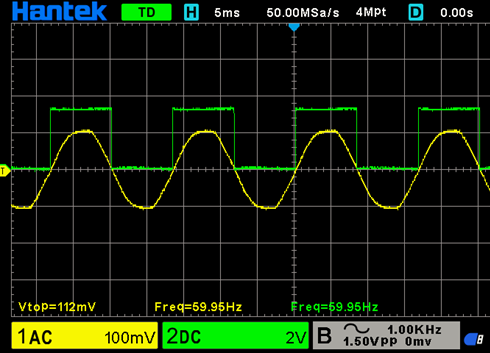 Hantek TD H 5ms 50.00MSa/s 4Mpt D 0.00s
T
Vtop=112mV Freq=59.95Hz Freq=59.95Hz
1AC 100mV 2DC 2V B 1.00KHz
1.50VPP 0mv